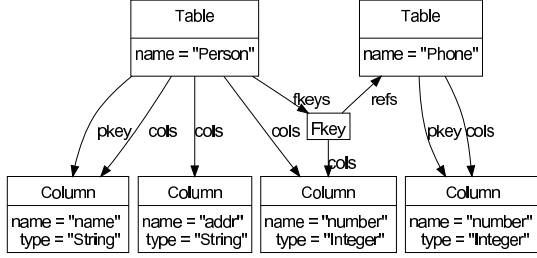 Table
Table
name = "Person"
name = "Phone"
fkeys
refs
Fkey
pkey
cols
cols
cols
pkey
cols
cols
Column
Column
Column
Column
name = "name"
name = "addr"
name = "number"
name = "number"
type = "String"
type = "String"
type = "Integer"
type = "Integer"